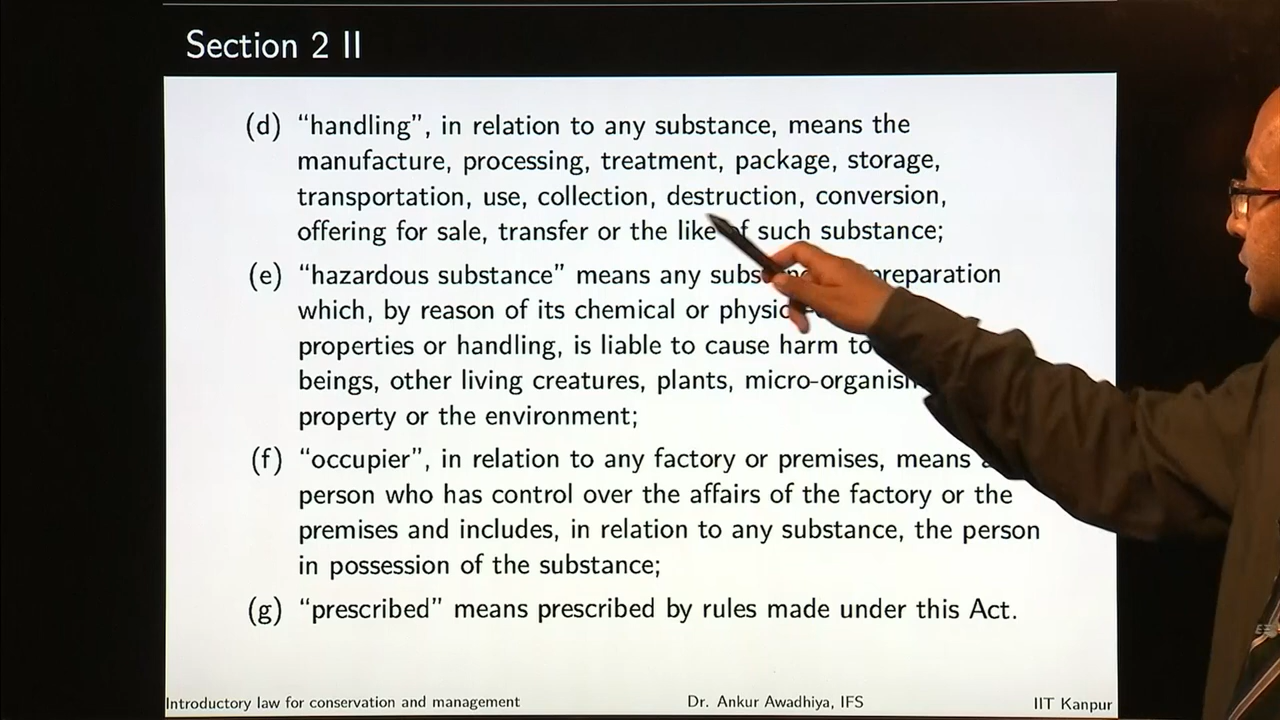 Section 2 II
(d) “handling”, in relation to any substance, means the
manufacture, processing, treatment, package, storage,
transportation, use, collection, destruction, conversion,
offering for sale, transfer or the like of such substance;
(e) “hazardous substance” means any preparation
which, by reason of its chemical or
properties or handling, is liable to cause harm to
beings, other living creatures, plants,
property or the environment;
(f) “occupier”, in relation to any factory or premises, means
person who has control over the affairs of the factory or the
premises and includes, in relation to any substance, the person
in possession of the substance;
(g) “prescribed” means prescribed by rules made under this Act.
Introductory law for conservation and management Dr. Ankur Awadhiya, IFS IIT Kanpur